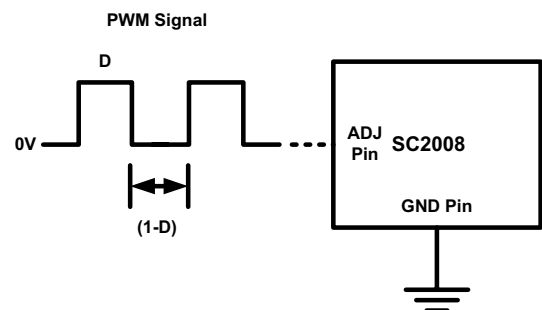 PWM Signal
D
0V
(1-D)
ADJ
Pin
SC2008
GND Pin